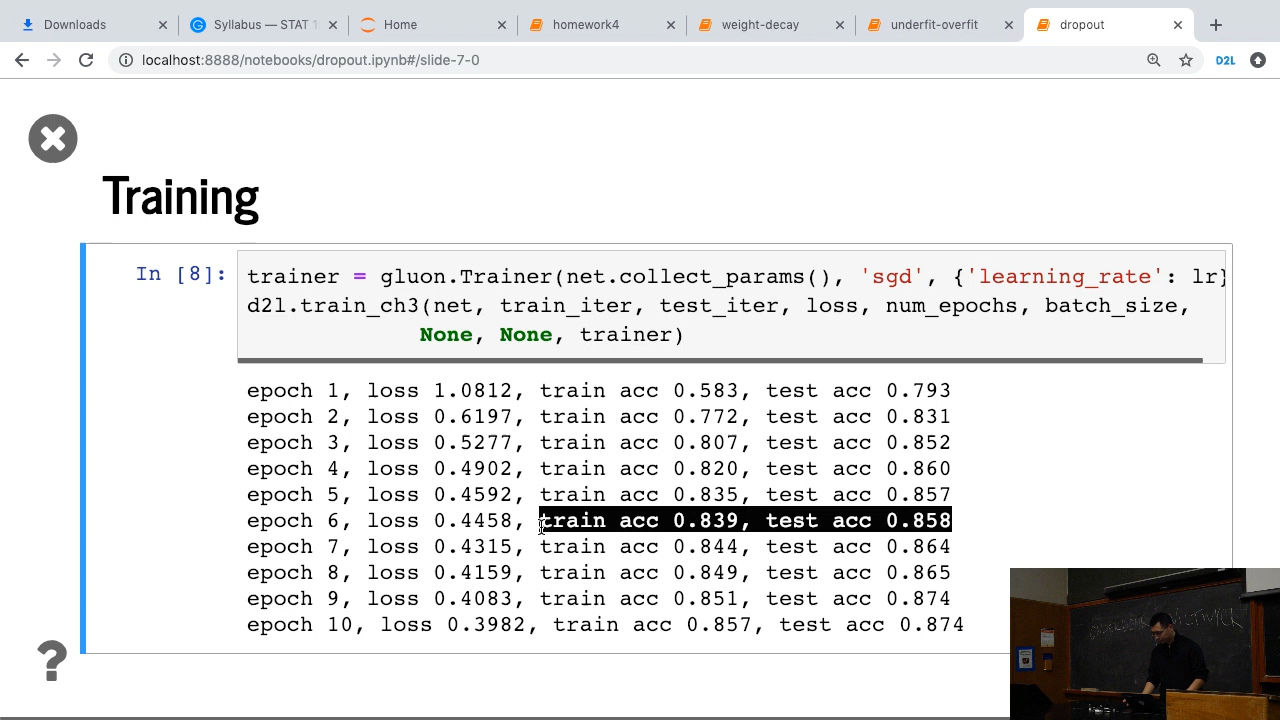 Downloads
Syllabus — STAT 1
Home
homework4
weight-decay
underfit-overfit
dropout
localhost:8888/notebooks/dropout.ipynb#/slide-7-0
D2L
Training
In [8]:
trainer = gluon.Trainer(net.collect_params(), 'sgd', {'learning_rate': lr}
d2l.train_ch3(net, train_iter, test_iter, loss, num_epochs, batch_size,
None, None, trainer)
epoch 1, loss 1.0812, train acc 0.583, test acc 0.793
epoch 2, loss 0.6197, train acc 0.772, test acc 0.831
epoch 3, loss 0.5277, train acc 0.807, test acc 0.852
epoch 4, loss 0.4902, train acc 0.820, test acc 0.860
epoch 5, loss 0.4592, train acc 0.835, test acc 0.857
epoch 6, loss 0.4458, train acc 0.839, test acc 0.858
epoch 7, loss 0.4315, train acc 0.844, test acc 0.864
epoch 8, loss 0.4159, train acc 0.849, test acc 0.865
epoch 9, loss 0.4083, train acc 0.851, test acc 0.874
epoch 10, loss 0.3982, train acc 0.857, test acc 0.874
?